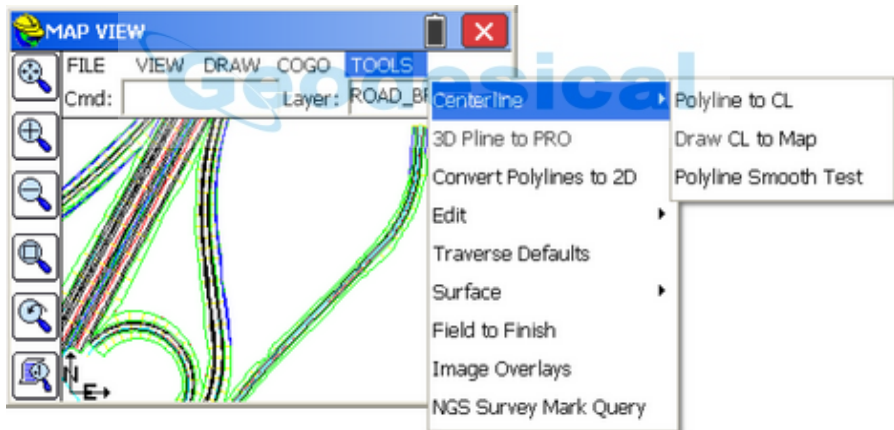 MAP VIEW
FILE VIEW DRAW COGO TOOLS
Cmd: Layer: ROAD_BR
Geodnsical
Centerline
3D Pline to PRO
Convert Polylines to 2D
Edit
Traverse Defaults
Surface
Field to Finish
Image Overlays
NGS Survey Mark Query
Polyline to CL
Draw CL to Map
Polyline Smooth Test
N
E